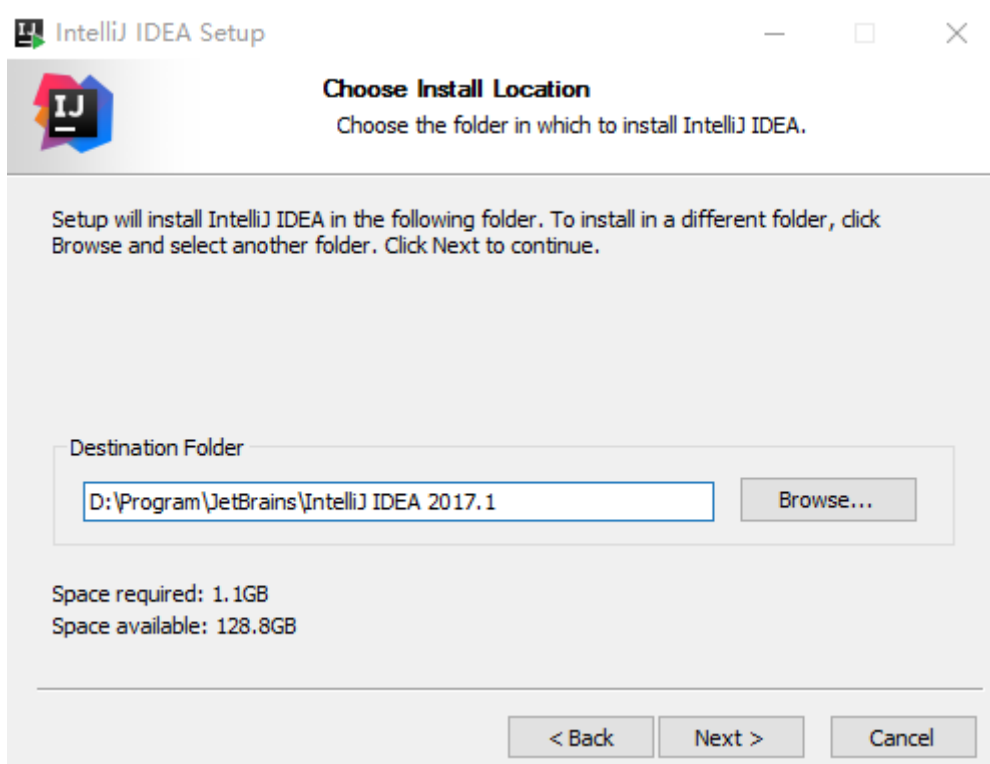 IntelliJ IDEA Setup
IJ
Choose Install Location
Choose the folder in which to install IntelliJ IDEA.
Setup will install IntelliJ IDEA in the following folder. To install in a different folder, click
Browse and select another folder. Click Next to continue.
Destination Folder
D:\Program\JetBrains\IntelliJ IDEA 2017.1
Browse...
Space required: 1.1GB
Space available: 128.8GB
< Back
Next >
Cancel